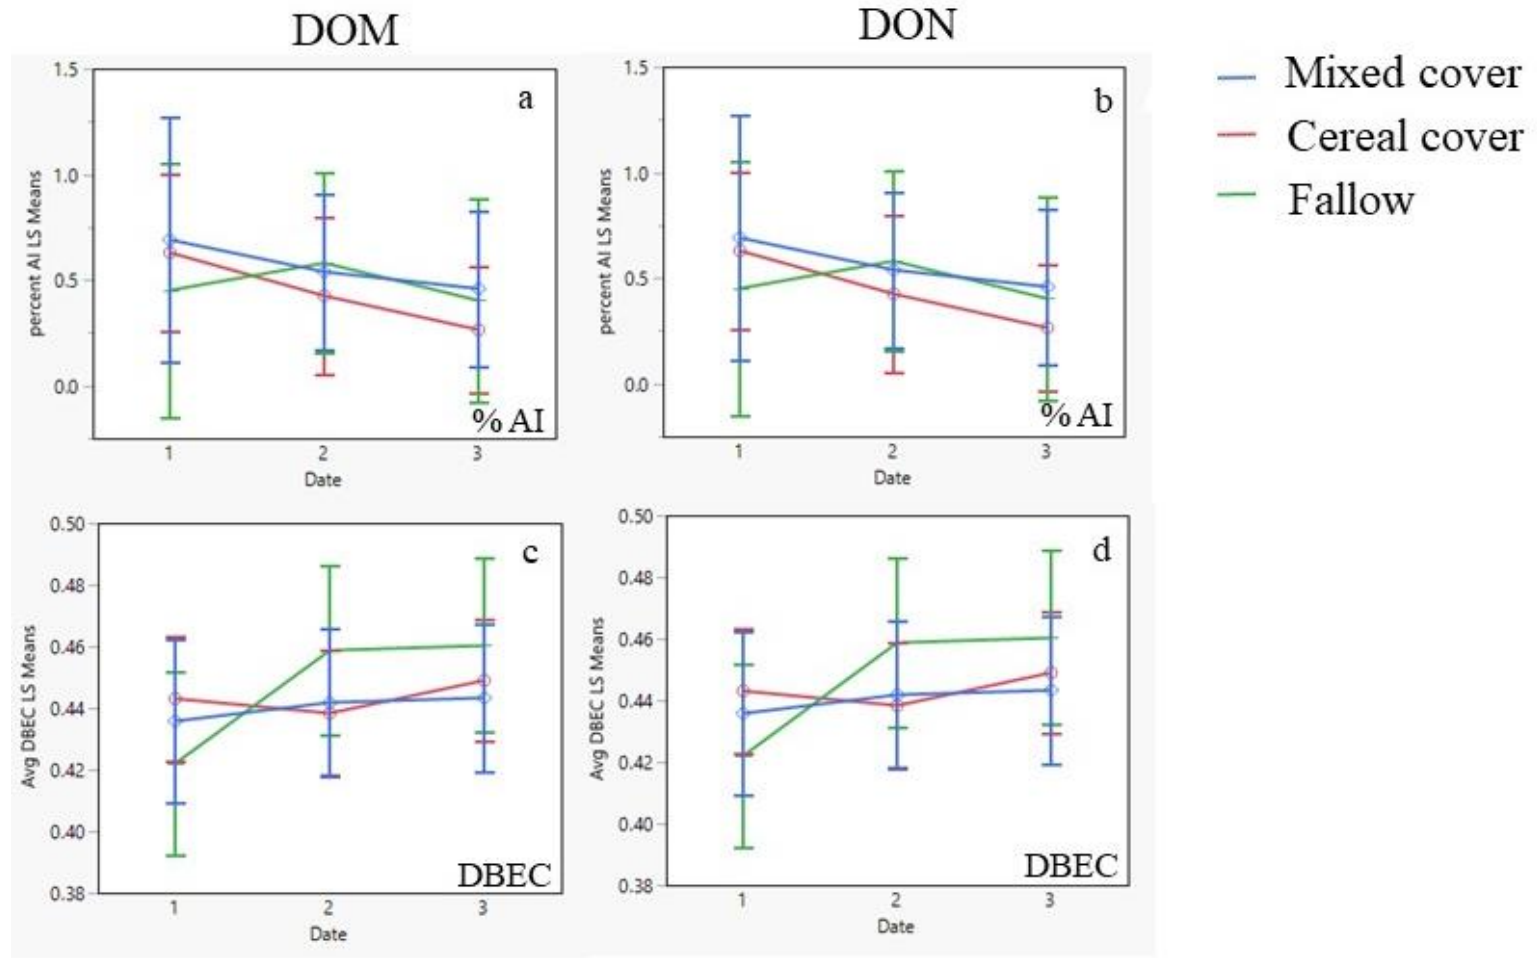 DOM
DON
Mixed cover
Cereal cover
Fallow
1.5
1.0
0.5
0.0
percent AI LS Means
a
% AI
1 2 3
Date
1.5
1.0
0.5
0.0
percent AI LS Means
b
% AI
1 2 3
Date
0.50
0.48
0.46
0.44
0.42
0.40
0.38
Avg DBEC LS Means
c
DBEC
1 2 3
Date
0.50
0.48
0.46
0.44
0.42
0.40
0.38
Avg DBEC LS Means
d
DBEC
1 2 3
Date